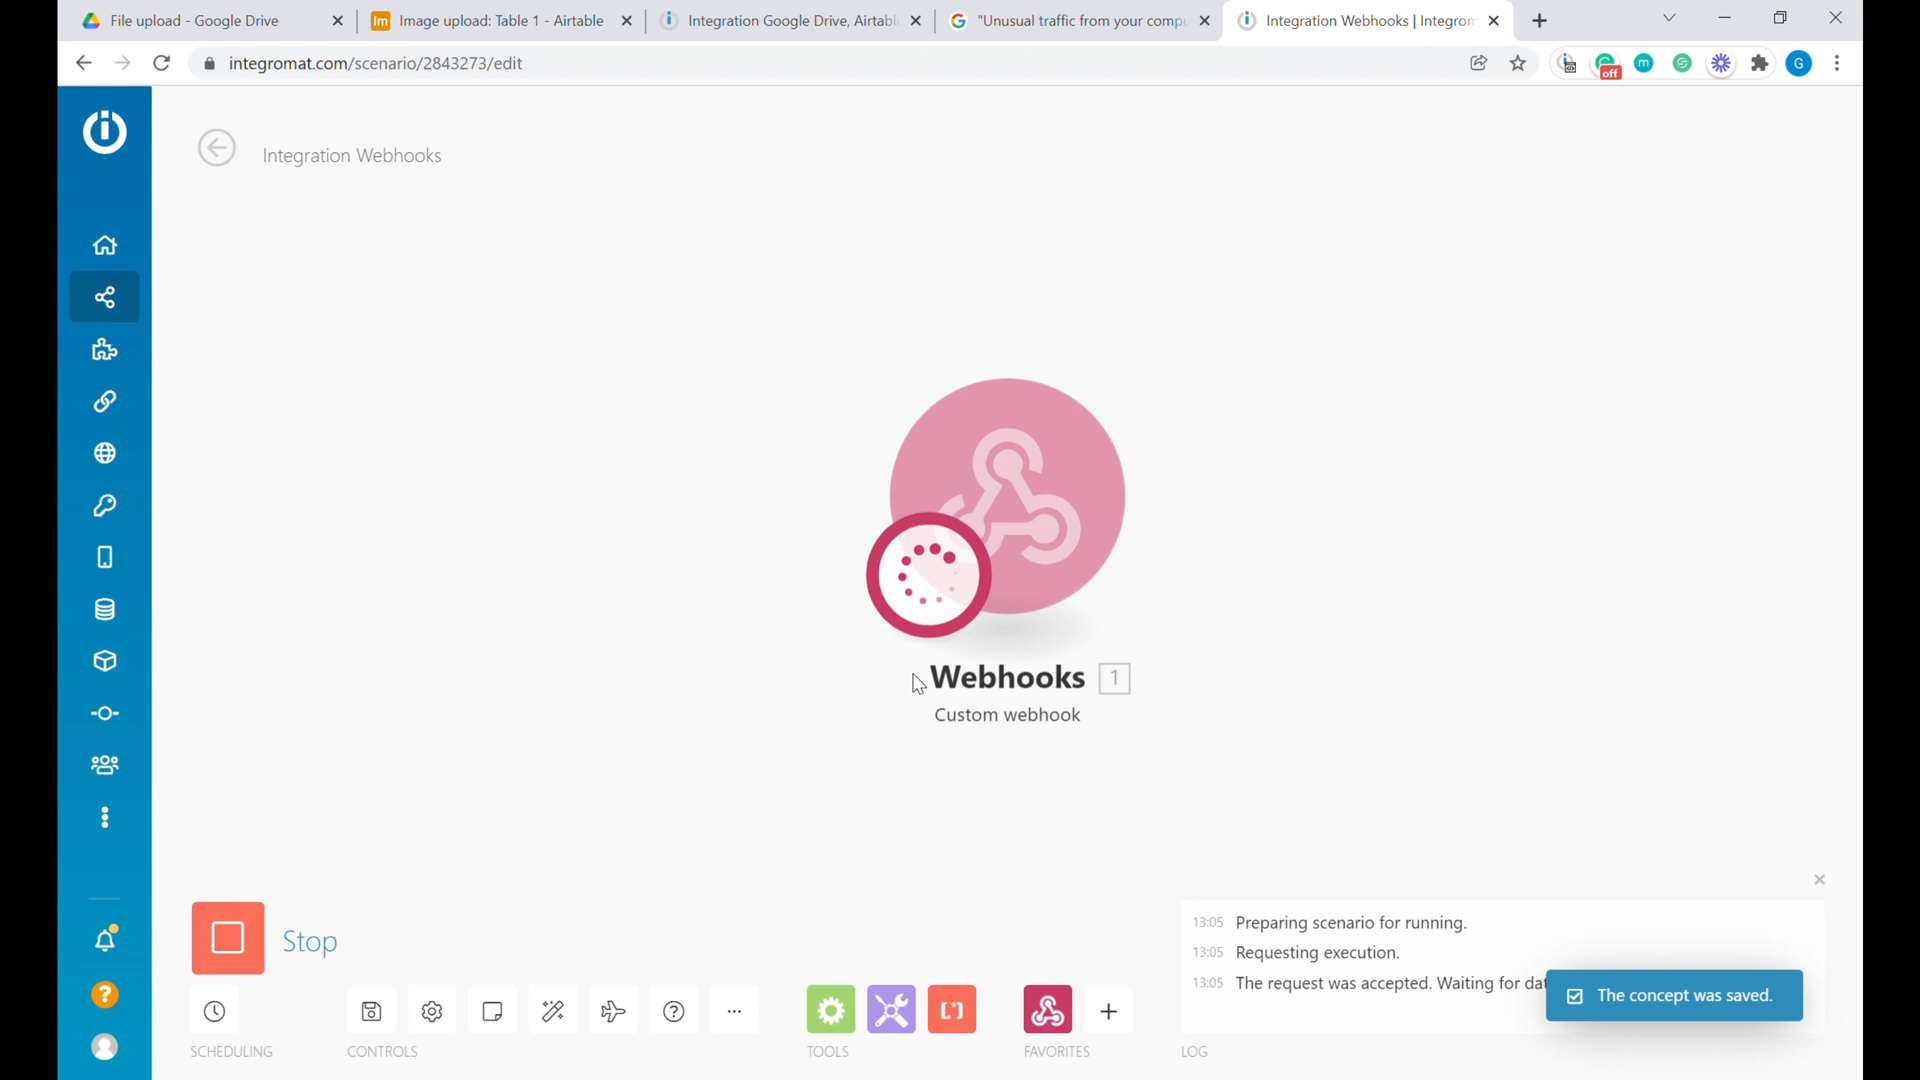 File upload - Google Drive
Im Image upload: Table 1 - Airtable
Integration Google Drive, Airtabl
G "Unusual traffic from your compu
Integration Webhooks | Integrom
integromat.com/scenario/2843273/edit
off
m
G
Integration Webhooks
Webhooks 1
Custom webhook
Stop
13:05 Preparing scenario for running.
13:05 Requesting execution.
13:05 The request was accepted. Waiting for dat
The concept was saved.
SCHEDULING
CONTROLS
TOOLS
FAVORITES
LOG